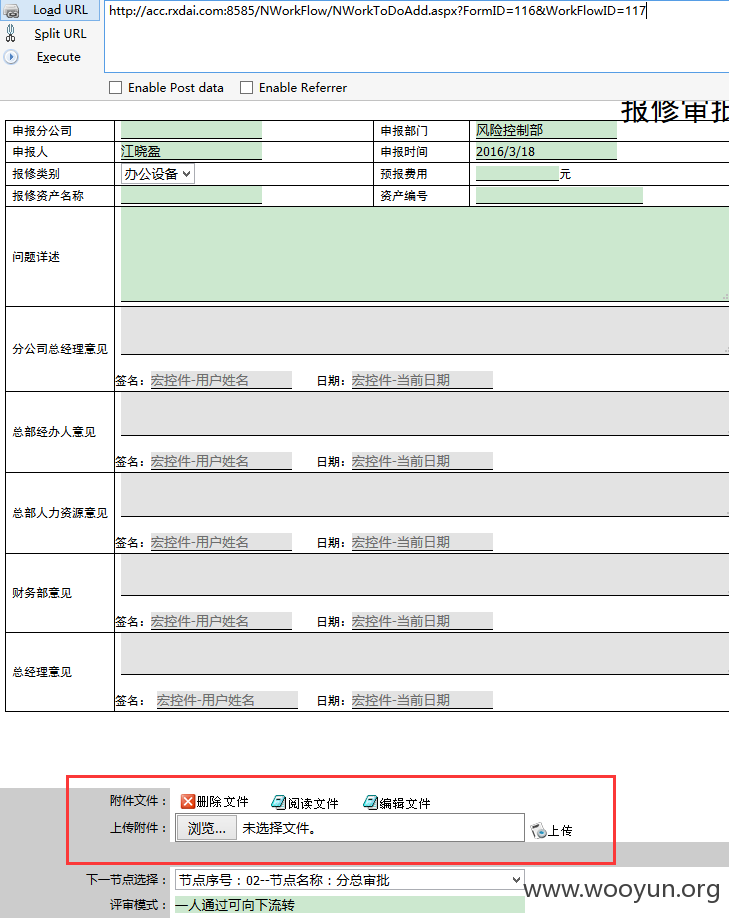 Load URL http://acc.rxdai.com:8585/NWorkFlow/NWorkToDoAdd.aspx?FormID=116&WorkFlowID=117
Split URL
Execute
Enable Post data Enable Referrer
报修审批
申报分公司 申报部门 风险控制部
申报人 江晓盈 申报时间 2016/3/18
报修类别 办公设备 预报费用 元
报修资产名称 资产编号
问题详述
分公司总经理意见
签名: 宏控件-用户姓名 日期: 宏控件-当前日期
总部经办人意见
签名: 宏控件-用户姓名 日期: 宏控件-当前日期
总部人力资源意见
签名: 宏控件-用户姓名 日期: 宏控件-当前日期
财务部意见
签名: 宏控件-用户姓名 日期: 宏控件-当前日期
总经理意见
签名: 宏控件-用户姓名 日期: 宏控件-当前日期
附件文件: 删除文件 阅读文件 编辑文件
上传附件: 浏览... 未选择文件。 上传
下一节点选择: 节点序号:02--节点名称:分总审批
评审模式: 一人通过可向下流转
www.wooyun.org